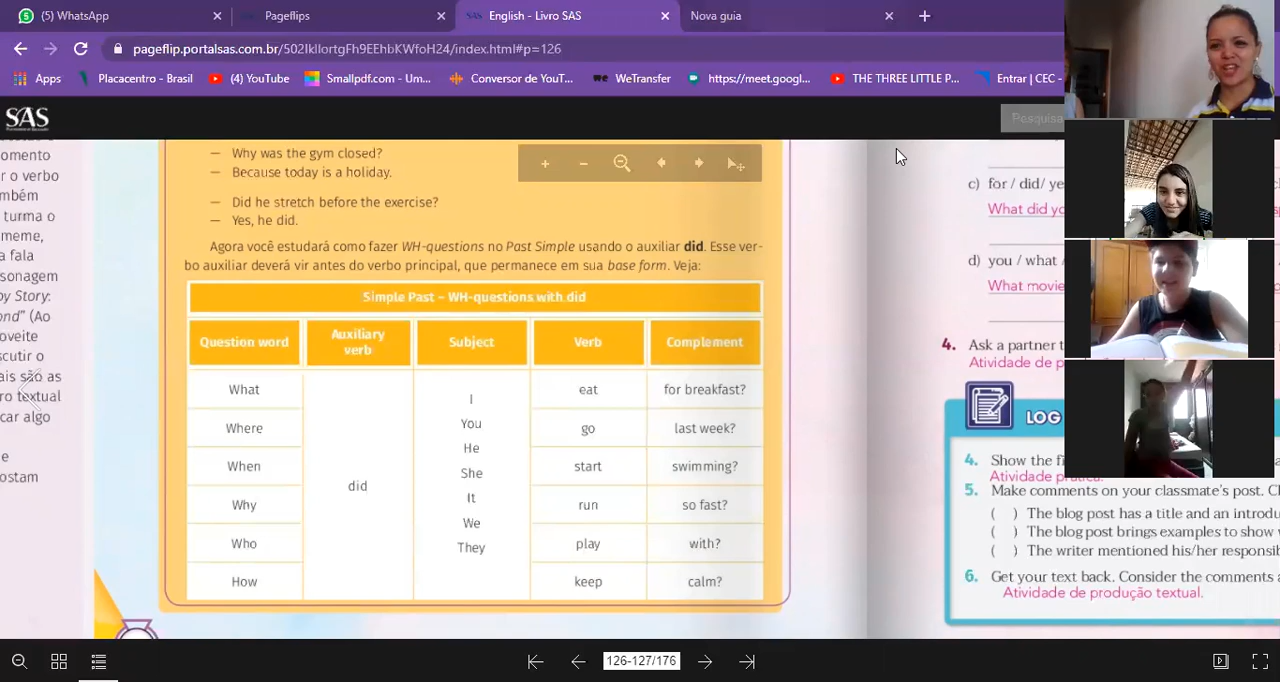 (5) WhatsApp
Pageflips
English - Livro SAS
Nova guia
pageflip.portalsas.com.br/502IkllortgFh9EEhbKWfoH24/index.html#p=126
Apps
Placacentro - Brasil
(4) YouTube
Smallpdf.com - Um...
Conversor de YouT...
WeTransfer
https://meet.googl...
THE THREE LITTLE P...
Entrar | CEC -
SAS
Pesquisa
omento
r o verbo
mbém
turma o
meme,
a fala
sonagem
by Story:
ond” (Ao
oveite
scutir o
ais são as
ro textual
car algo
e
ostam
— Why was the gym closed?
— Because today is a holiday.
— Did he stretch before the exercise?
— Yes, he did.
Agora você estudará como fazer WH-questions no Past Simple usando o auxiliar did. Esse ver-
bo auxiliar deverá vir antes do verbo principal, que permanece em sua base form. Veja:
Simple Past – WH-questions with did
Question word
Auxiliary
verb
Subject
Verb
Complement
What
Where
When
Why
Who
How
did
I
You
He
She
It
We
They
eat
go
start
run
play
keep
for breakfast?
last week?
swimming?
so fast?
with?
calm?
c) for / did/ ye
What did yo
d) you / what /
What movie
4. Ask a partner t
Atividade de p
LOG
4. Show the fi
Atividade prática.
5. Make comments on your classmate's post. Cl
( ) The blog post has a title and an introdu
( ) The blog post brings examples to show
( ) The writer mentioned his/her responsib
6. Get your text back. Consider the comments a
Atividade de produção textual.
126-127/176